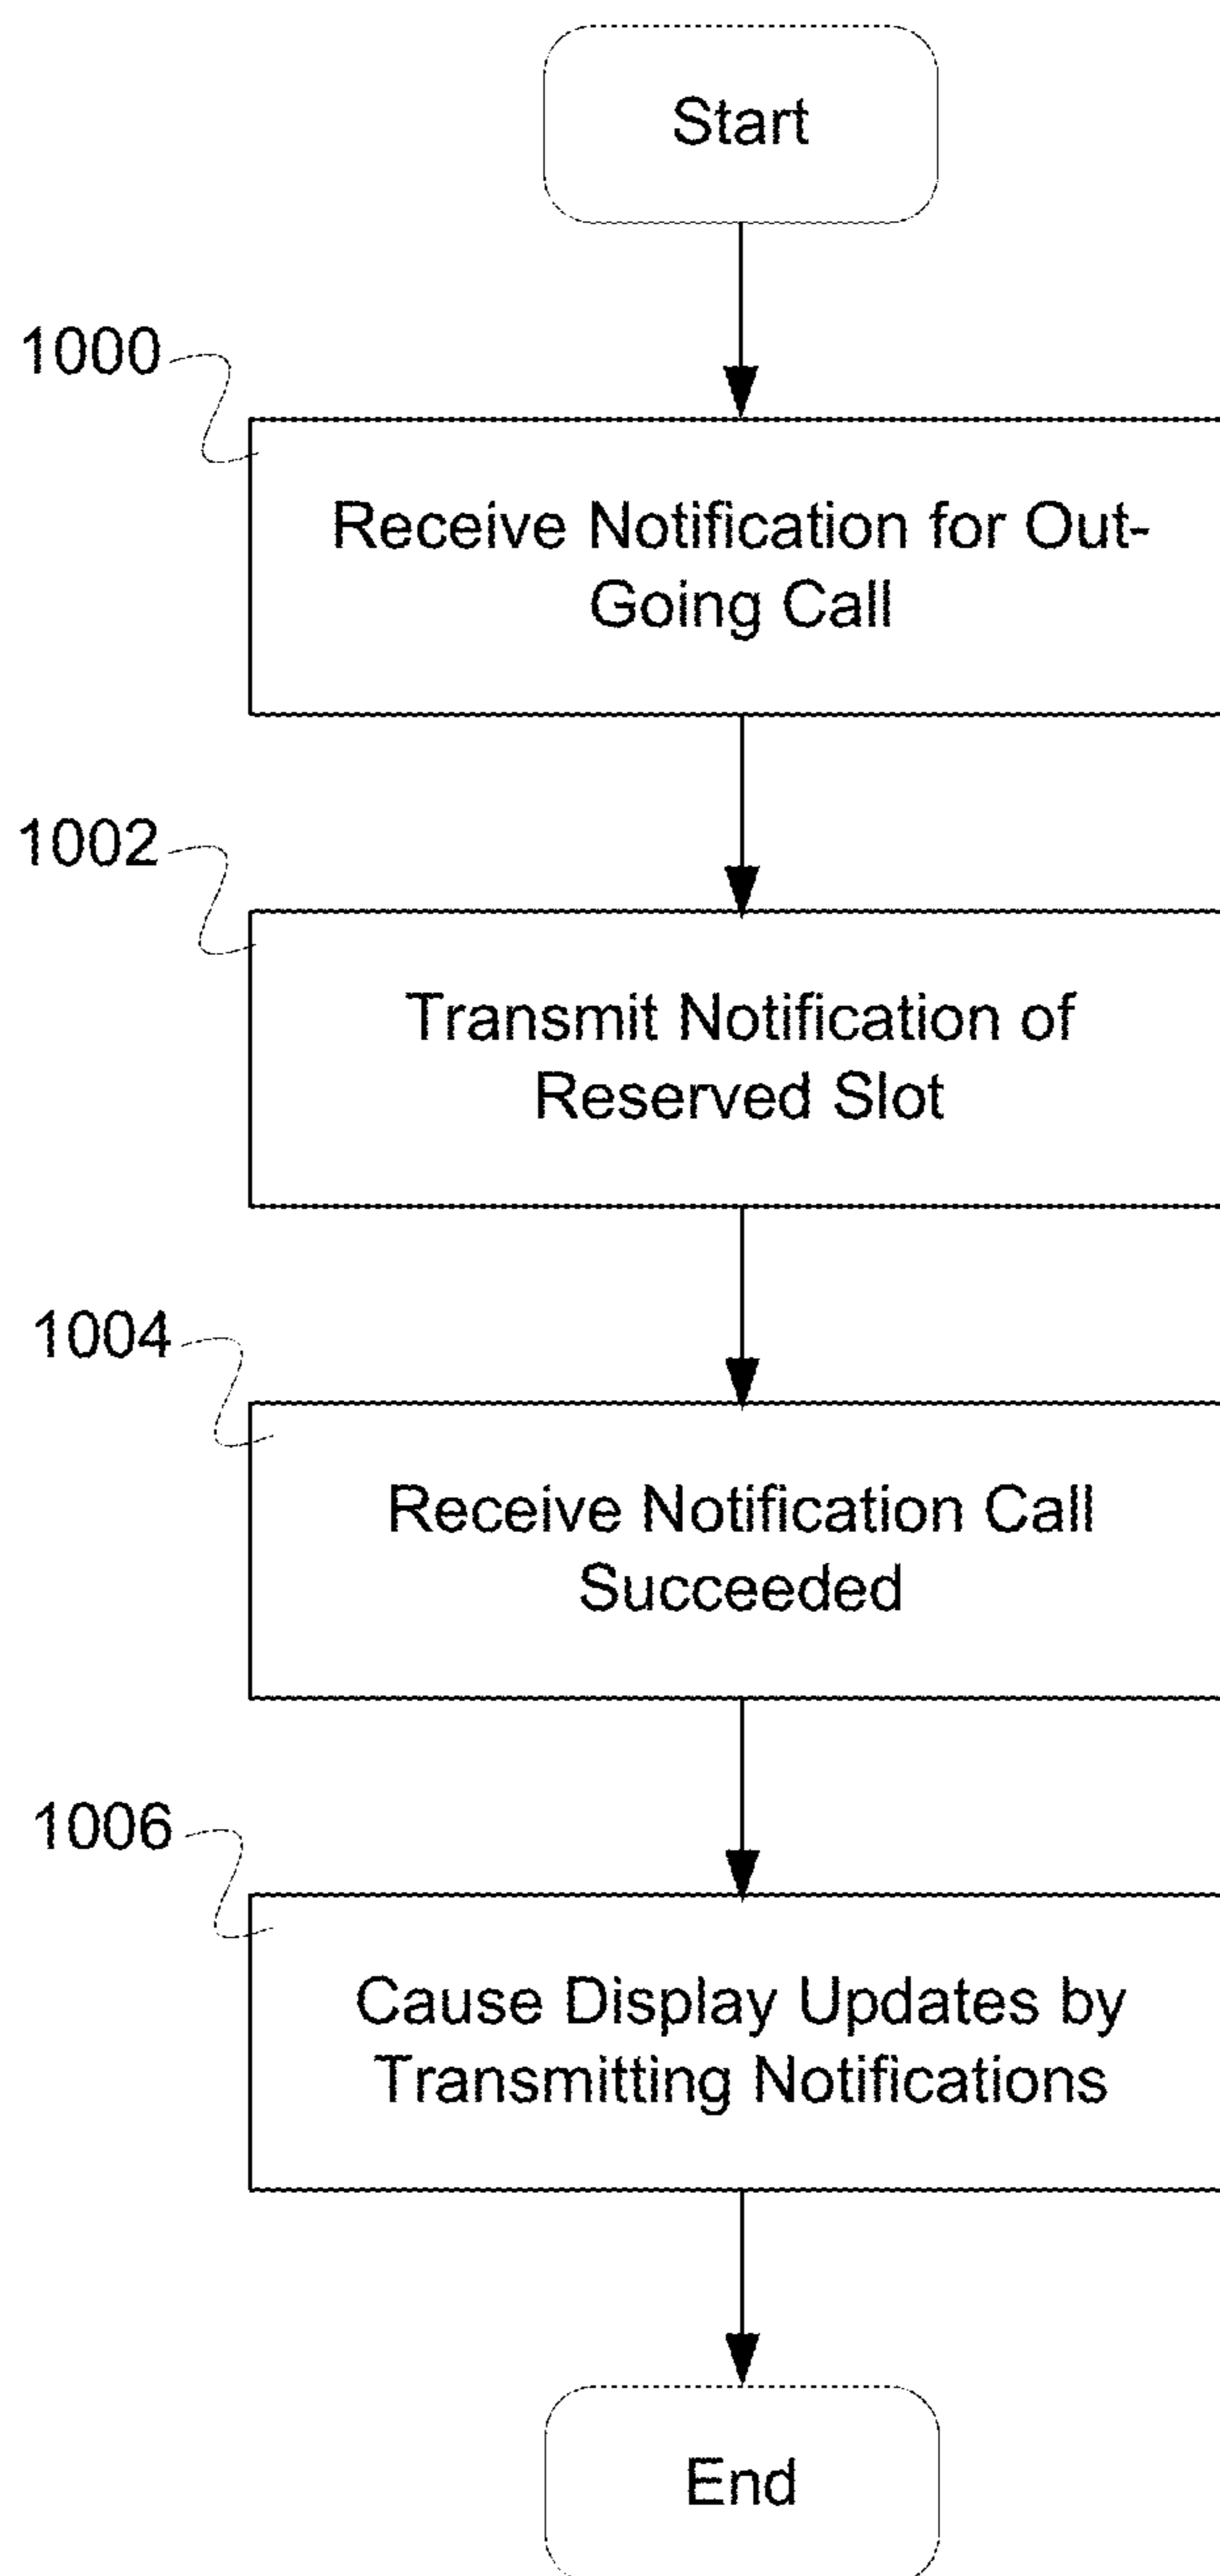 Start
1000
Receive Notification for Out-
Going Call
1002
Transmit Notification of
Reserved Slot
1004
Receive Notification Call
Succeeded
1006
Cause Display Updates by
Transmitting Notifications
End